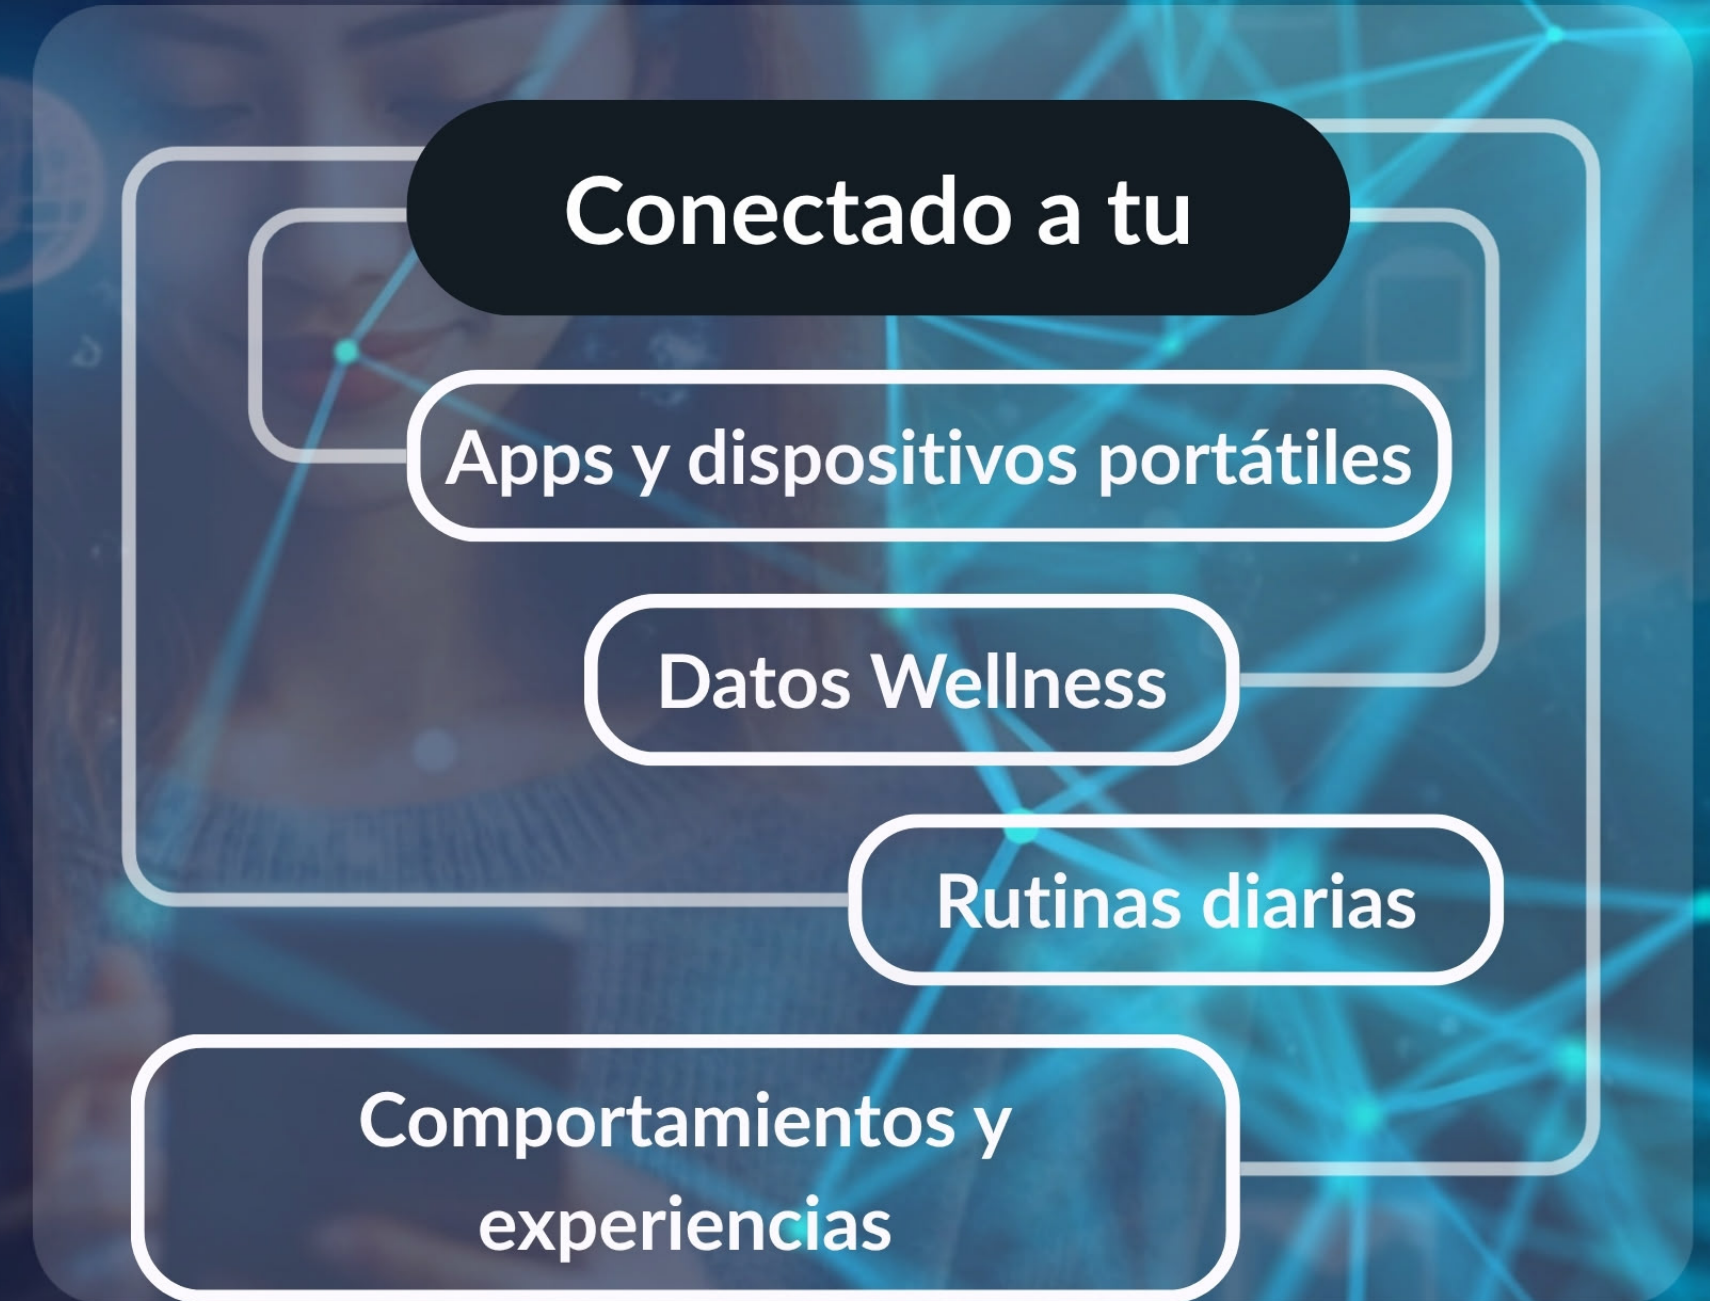 Conectado a tu
Apps y dispositivos portátiles
Datos Wellness
Rutinas diarias
Comportamientos y
experiencias